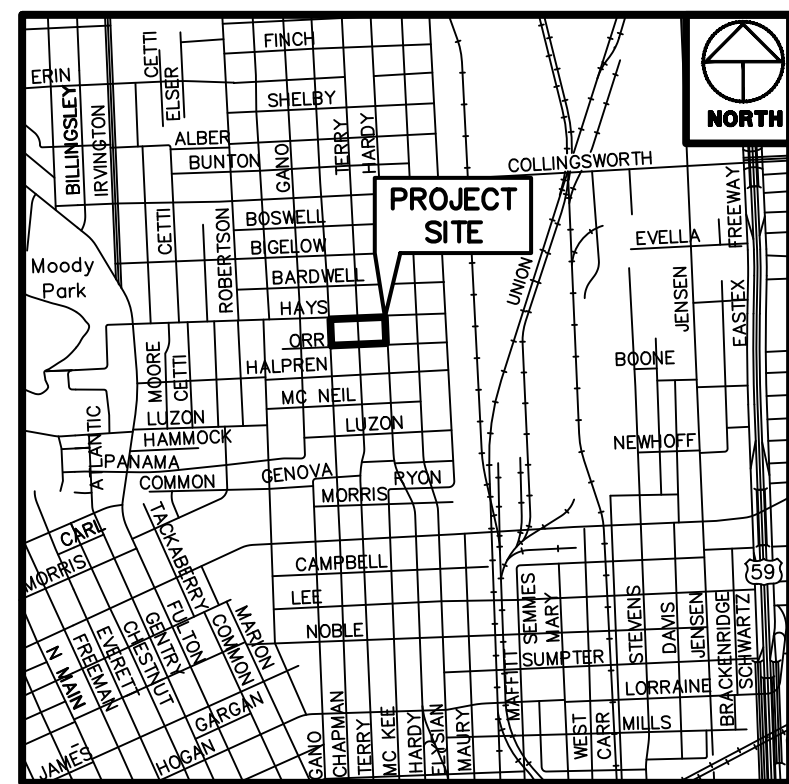 FINCH
CETTI
ELSER
ERIN
SHELBY
BILLINGSLEY
IRVINGTON
ALBER
BUNTON
GANO
TERRY
HARDY
NORTH
COLLINGSWORTH
PROJECT
SITE
CETTI
ROBERTSON
BOSWELL
BIGELOW
BARDWELL
HAYS
ORR
HALPREN
MC NEIL
Moody
Park
UNION
EVELLA
FREEWAY
JENSEN
EASTEX
BOONE
MOORE
CETTI
LUZON
LUZON
HAMMOCK
ATLANTIC
PANAMA
COMMON
GENOVA
RYON
MORRIS
NEWHOFF
CARL
MORRIS
TACKABERRY
CAMPBELL
LEE
NOBLE
59
N MAIN
FREEMAN
EVERETT
CHESTNUT
GENTRY
FULTON
COMMON
MARION
GARGAN
HOGAN
JAMES
GANO
CHAPMAN
TERRY
MC KEE
HARDY
ELYSIAN
MAURY
MAFFITT
SEMMES
MARY
SUMPTER
STEVENS
DAVIS
JENSEN
BRACKENRIDGE
SCHWARTZ
LORRAINE
WEST
CARR
MILLS